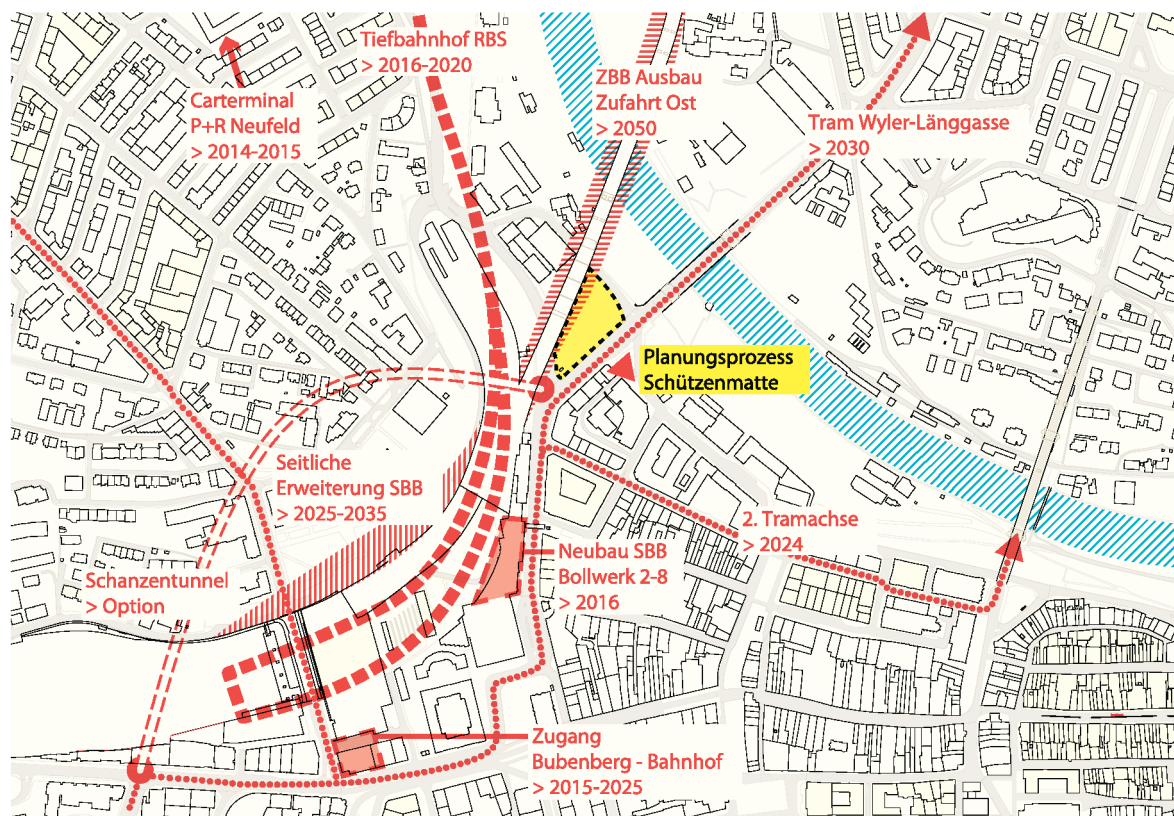 Tiefbahnhof RBS
> 2016-2020
Carterminal
P+R Neufeld
> 2014-2015
ZBB Ausbau
Zufahrt Ost
> 2050
Tram Wyler-Länggasse
> 2030
Planungsprozess
Schützenmatte
Seitliche
Erweiterung SBB
> 2025-2035
2. Tramachse
> 2024
Neubau SBB
Bollwerk 2-8
> 2016
Schanzentunnel
> Option
Zugang
Bubenberg - Bahnhof
> 2015-2025